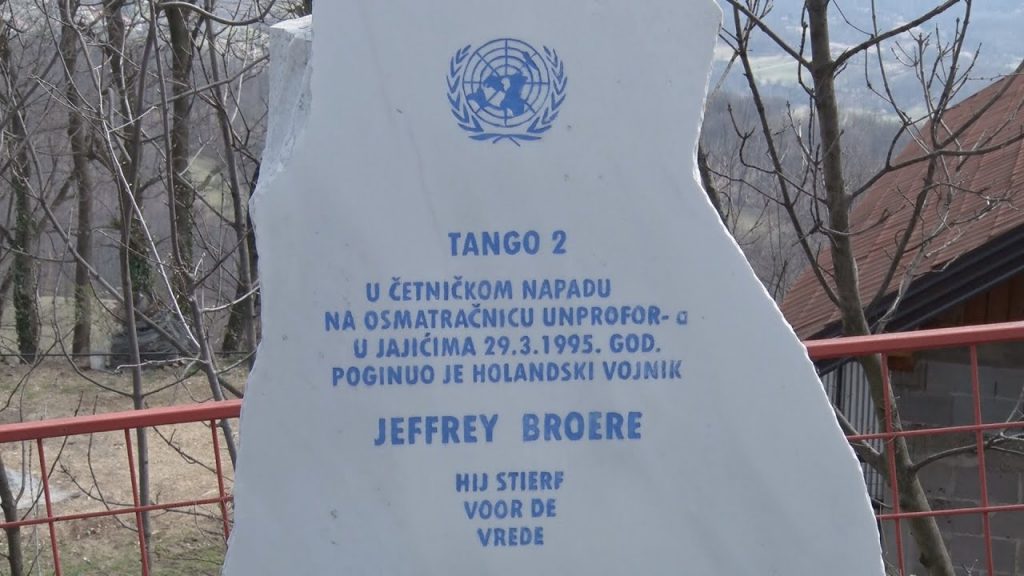 TANGO 2
U ČETNIČKOM NAPADU
NA OSMATRAČNICU UNPROFOR-a
U JAJIĆIMA 29.3.1995. GOD.
POGINUO JE HOLANDSKI VOJNIK
JEFFREY BROERE
HIJ STIERF
VOOR DE
VREDE